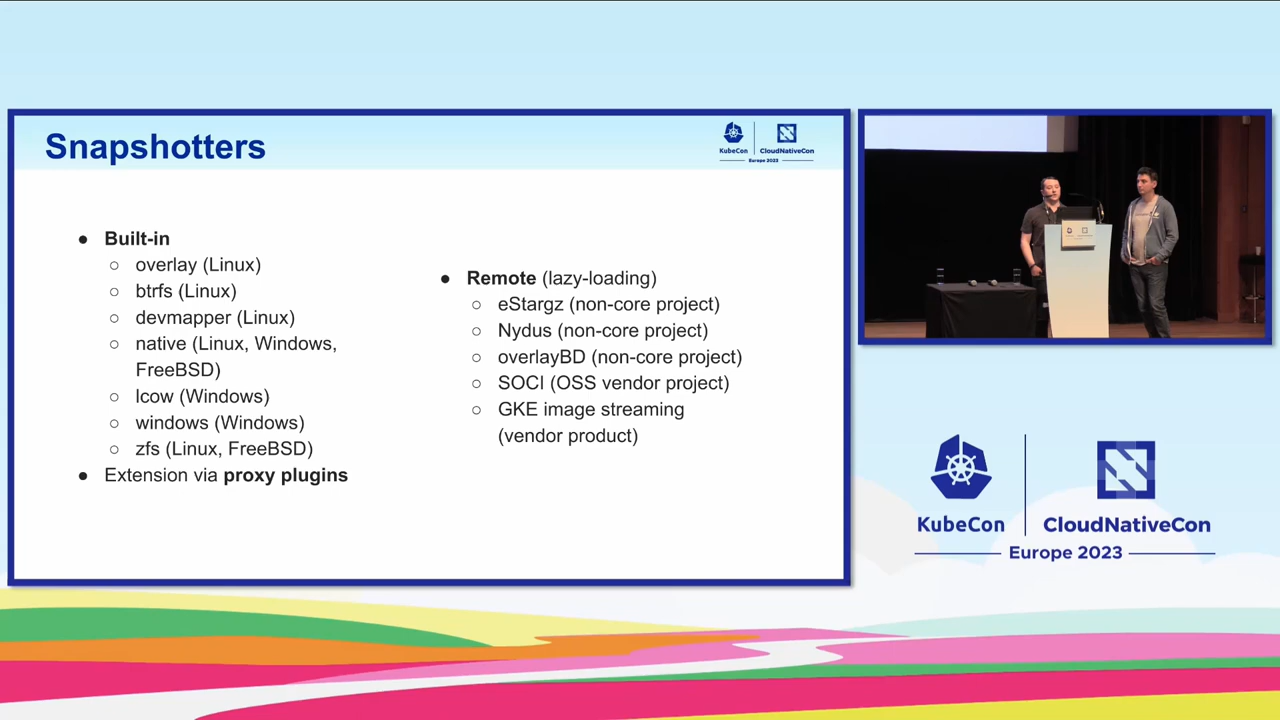 Snapshotters
KubeCon
CloudNativeCon
Europe 2023
● Built-in
○ overlay (Linux)
○ btrfs (Linux)
○ devmapper (Linux)
○ native (Linux, Windows,
FreeBSD)
○ lcow (Windows)
○ windows (Windows)
○ zfs (Linux, FreeBSD)
● Extension via proxy plugins
● Remote (lazy-loading)
○ eStargz (non-core project)
○ Nydus (non-core project)
○ overlayBD (non-core project)
○ SOCI (OSS vendor project)
○ GKE image streaming
(vendor product)
KubeCon
CloudNativeCon
Europe 2023